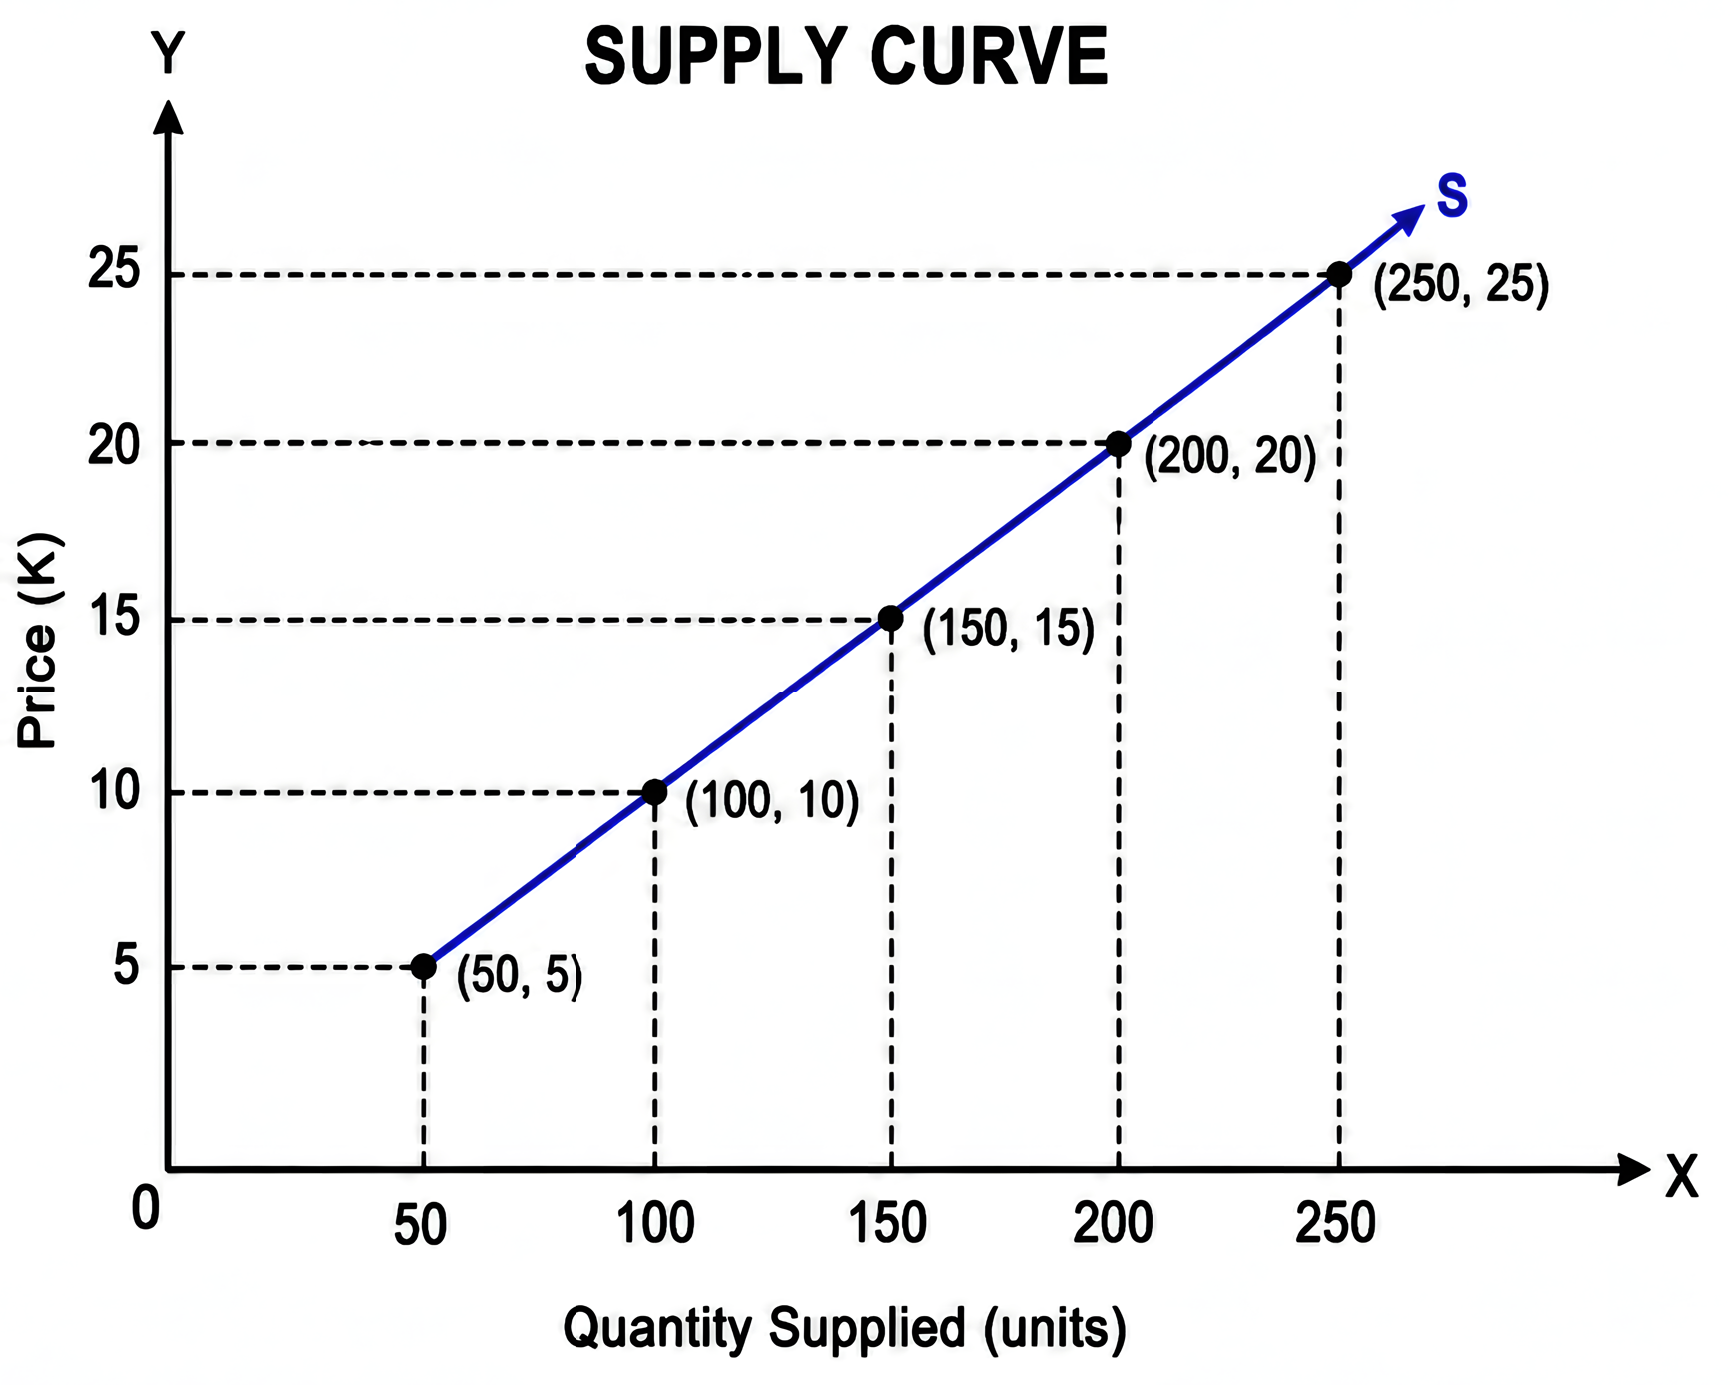 SUPPLY CURVE
Y
S
25
(250, 25)
20
(200, 20)
Price (K)
15
(150, 15)
10
(100, 10)
5
(50, 5)
X
0
50 100 150 200 250
Quantity Supplied (units)